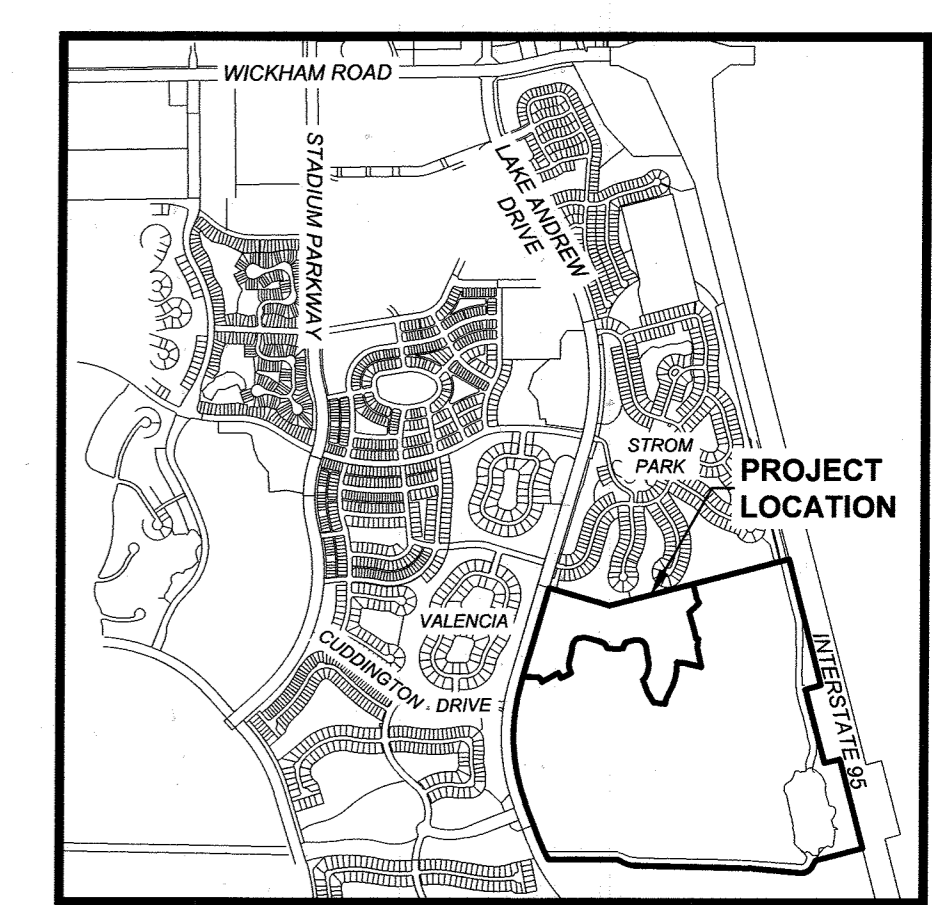 WICKHAM ROAD
STADIUM PARKWAY
LAKE ANDREW
DRIVE
STROM
PARK
PROJECT
LOCATION
VALENCIA
CUDDINGTON DRIVE
INTERSTATE 95